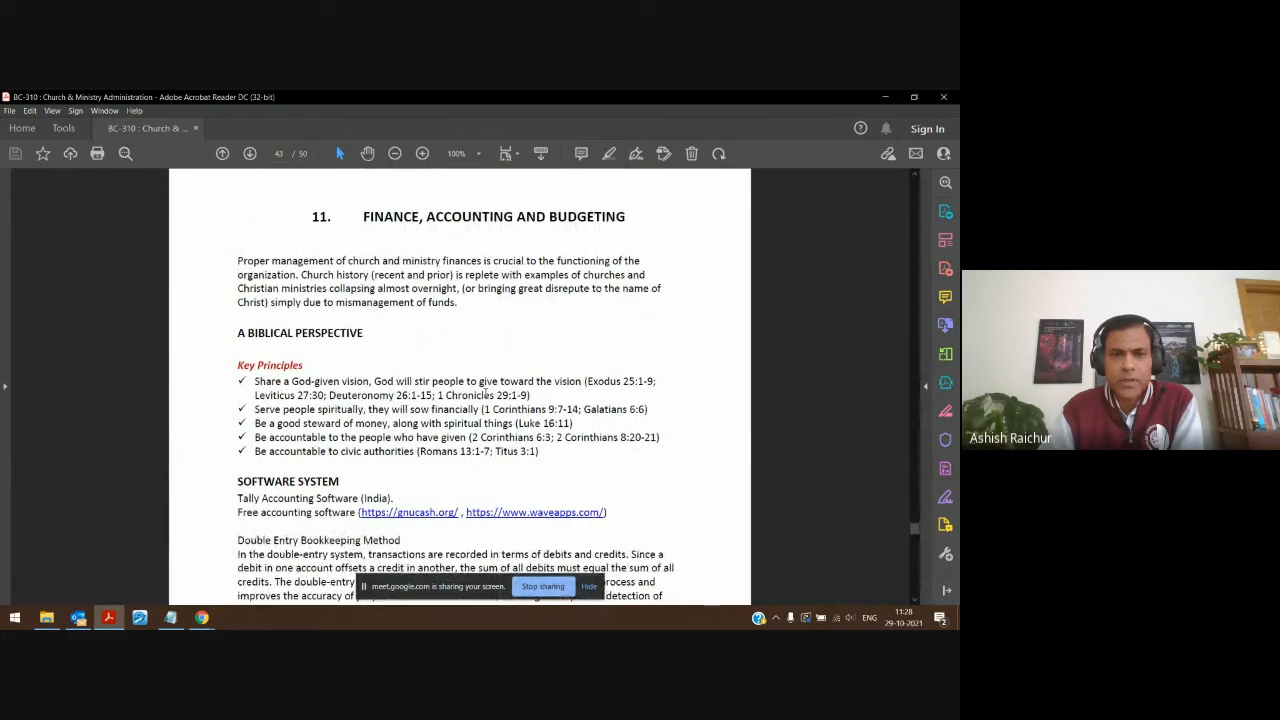 BC-310 : Church & Ministry Administration - Adobe Acrobat Reader DC (32-bit)
File Edit View Sign Window Help
Home Tools BC-310 : Church & ... × Sign In
43 / 50 100%
11. FINANCE, ACCOUNTING AND BUDGETING
Proper management of church and ministry finances is crucial to the functioning of the
organization. Church history (recent and prior) is replete with examples of churches and
Christian ministries collapsing almost overnight, (or bringing great disrepute to the name of
Christ) simply due to mismanagement of funds.
A BIBLICAL PERSPECTIVE
Key Principles
✓ Share a God-given vision, God will stir people to give toward the vision (Exodus 25:1-9;
Leviticus 27:30; Deuteronomy 26:1-15; 1 Chronicles 29:1-9)
✓ Serve people spiritually, they will sow financially (1 Corinthians 9:7-14; Galatians 6:6)
✓ Be a good steward of money, along with spiritual things (Luke 16:11)
✓ Be accountable to the people who have given (2 Corinthians 6:3; 2 Corinthians 8:20-21)
✓ Be accountable to civic authorities (Romans 13:1-7; Titus 3:1)
SOFTWARE SYSTEM
Tally Accounting Software (India).
Free accounting software (https://gnucash.org/ , https://www.waveapps.com/)
Double Entry Bookkeeping Method
In the double-entry system, transactions are recorded in terms of debits and credits. Since a
debit in one account offsets a credit in another, the sum of all debits must equal the sum of all
credits. The double-entry process and
improves the accuracy of detection of
meet.google.com is sharing your screen. Stop sharing Hide
Ashish Raichur
ENG
11:28
29-10-2021
2